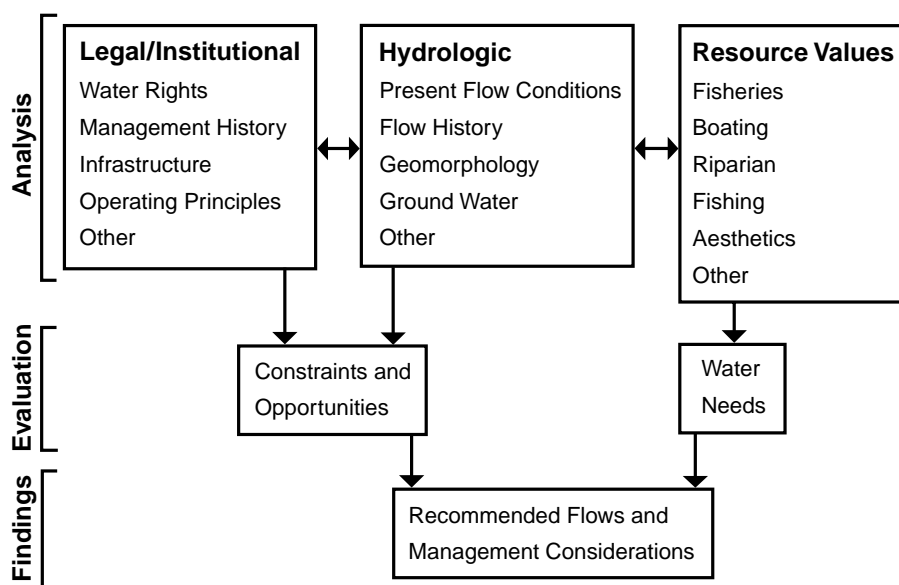 Analysis
Legal/Institutional
Water Rights
Management History
Infrastructure
Operating Principles
Other
Hydrologic
Present Flow Conditions
Flow History
Geomorphology
Ground Water
Other
Resource Values
Fisheries
Boating
Riparian
Fishing
Aesthetics
Other
Evaluation
Constraints and
Opportunities
Water
Needs
Findings
Recommended Flows and
Management Considerations